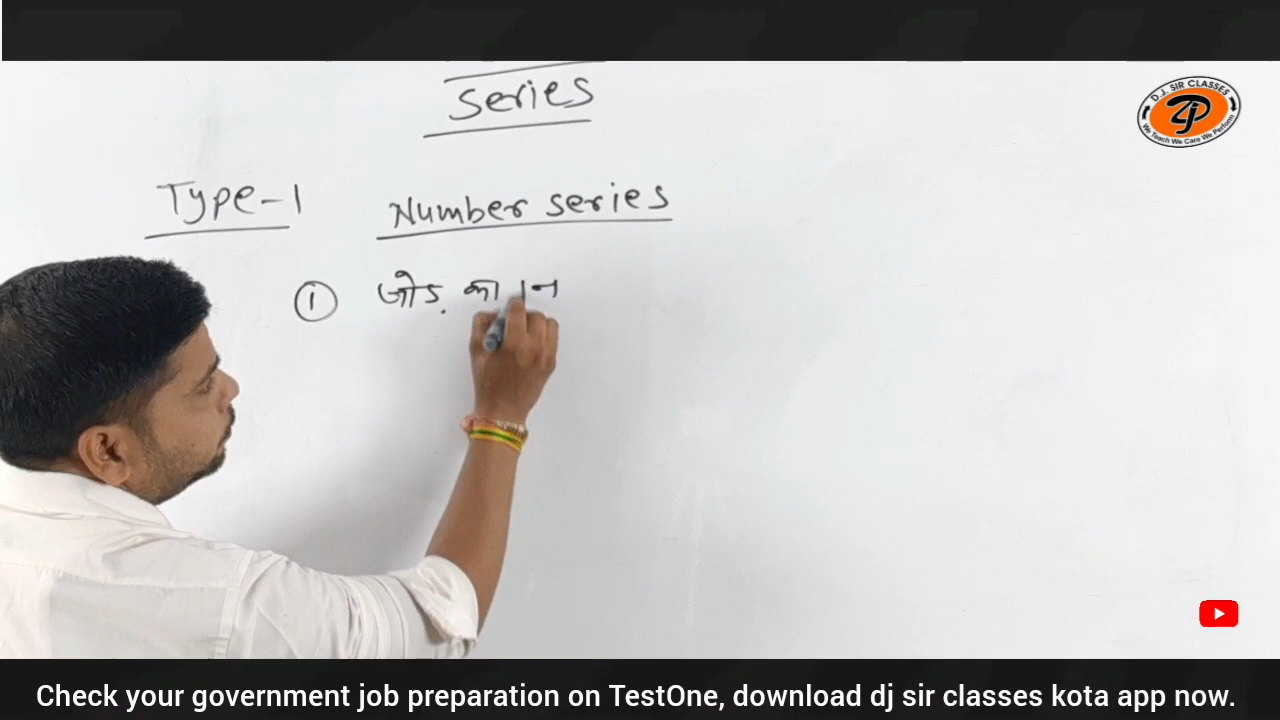 Series
Type-1 Number series
① जोड़ का
D.J. SIR CLASSES
We Teach We Care We Perform
Check your government job preparation on TestOne, download dj sir classes kota app now.